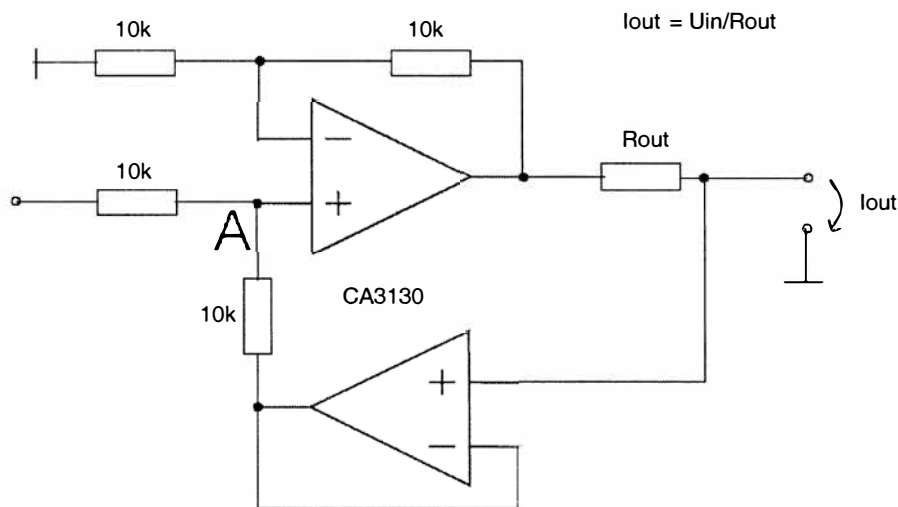 10k
10k
Iout = Uin/Rout
−
10k
Rout
+
Iout
A
10k
CA3130
+
−